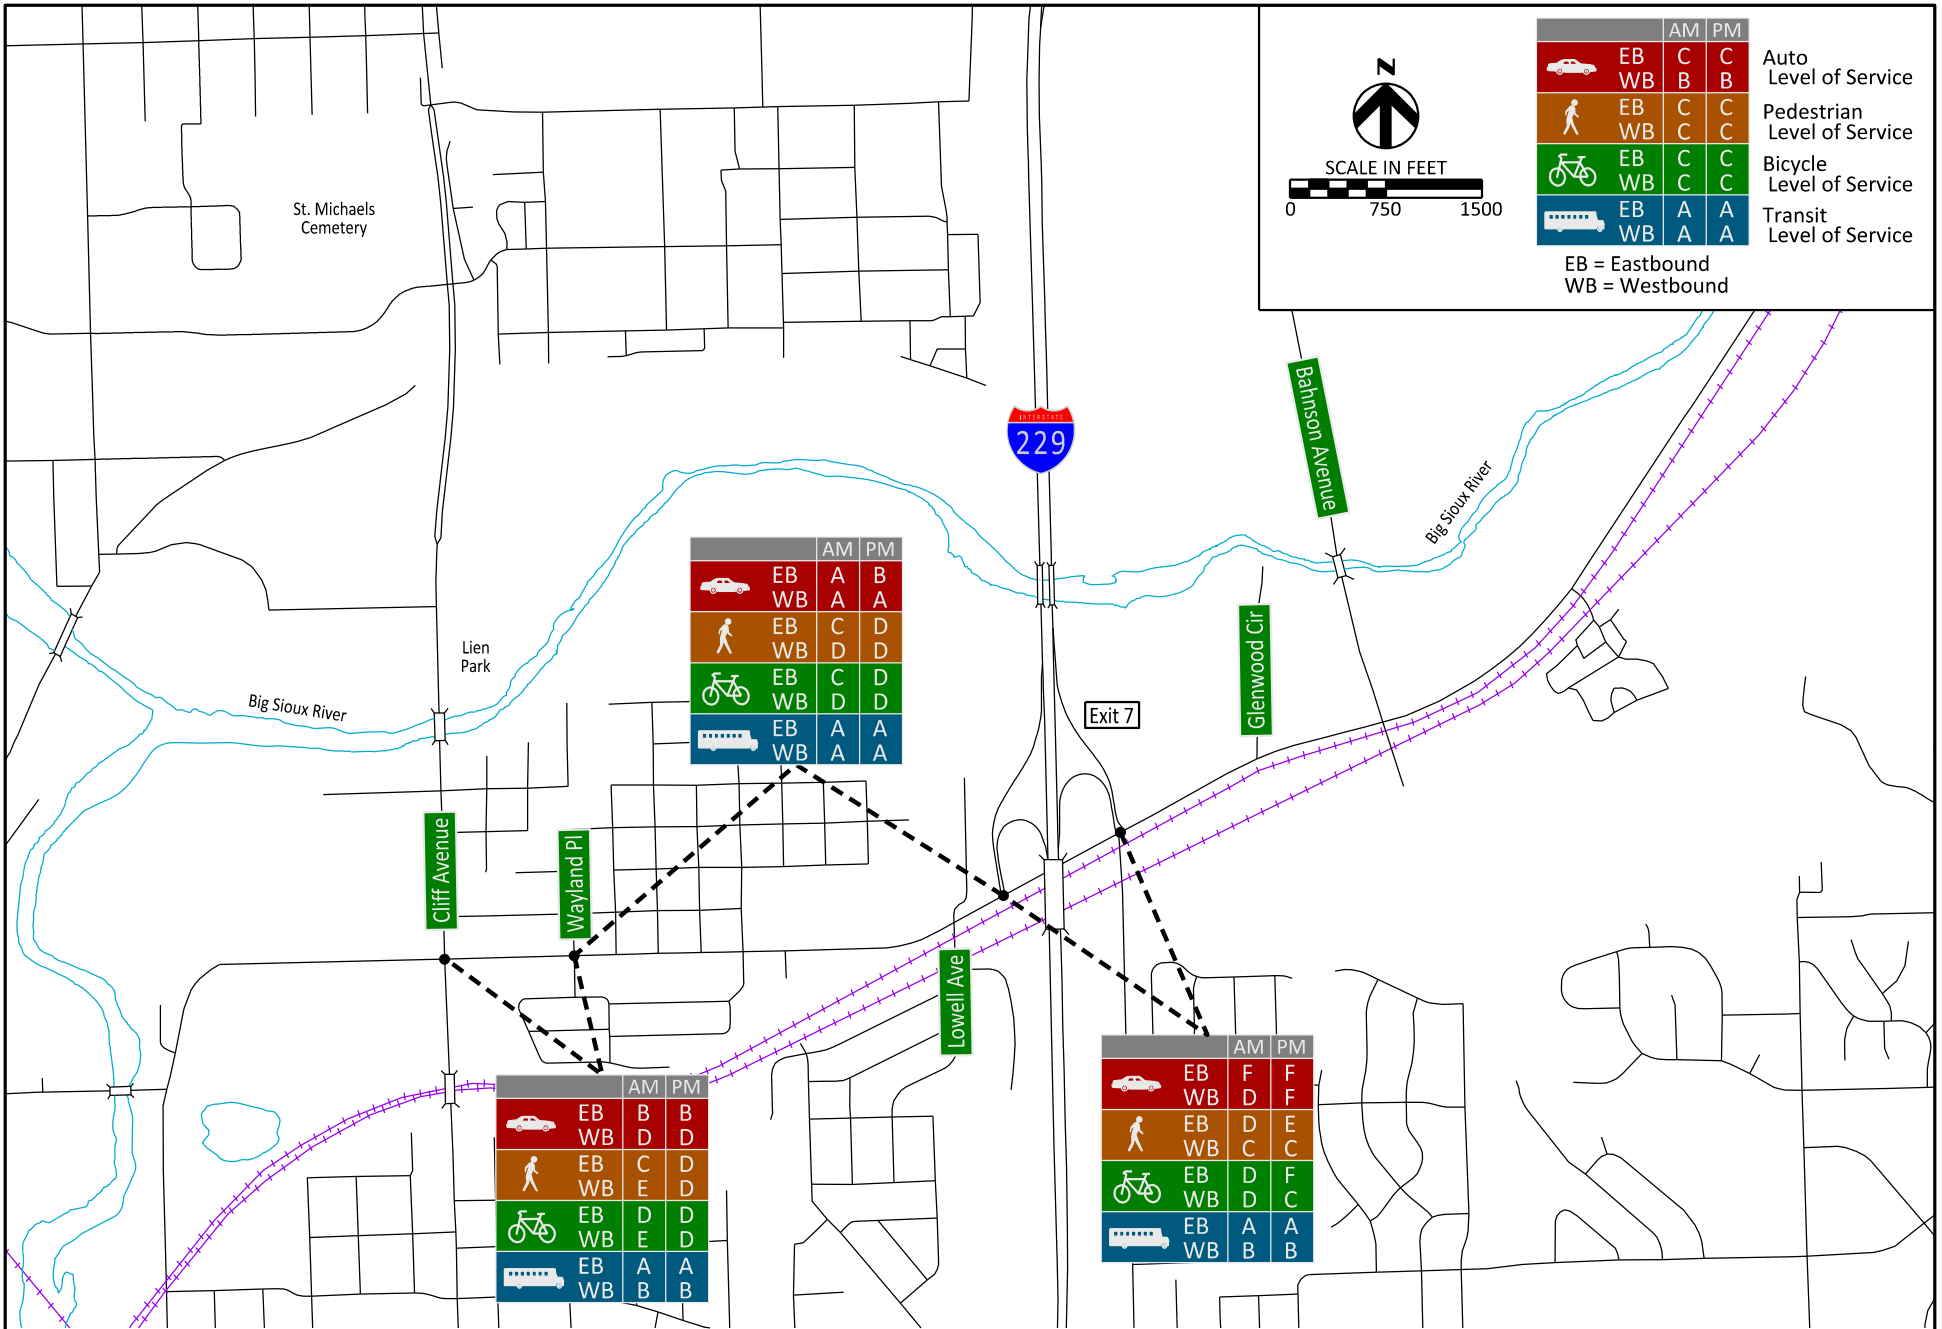 AM PM
EB C C
WB B B
Auto
Level of Service
EB C C
WB C C
Pedestrian
Level of Service
EB C C
WB C C
Bicycle
Level of Service
EB A A
WB A A
Transit
Level of Service
EB = Eastbound
WB = Westbound
N
SCALE IN FEET
0 750 1500
St. Michaels
Cemetery
INTERSTATE
229
Bahnson Avenue
Big Sioux River
Glenwood Cir
Exit 7
Lien
Park
Big Sioux River
AM PM
EB A B
WB A A
EB C D
WB D D
EB C D
WB D D
EB A A
WB A A
Cliff Avenue
Wayland Pl
Lowell Ave
AM PM
EB B B
WB D D
EB C D
WB E D
EB D D
WB E D
EB A A
WB B B
AM PM
EB F F
WB D F
EB D E
WB C C
EB D F
WB D C
EB A A
WB B B